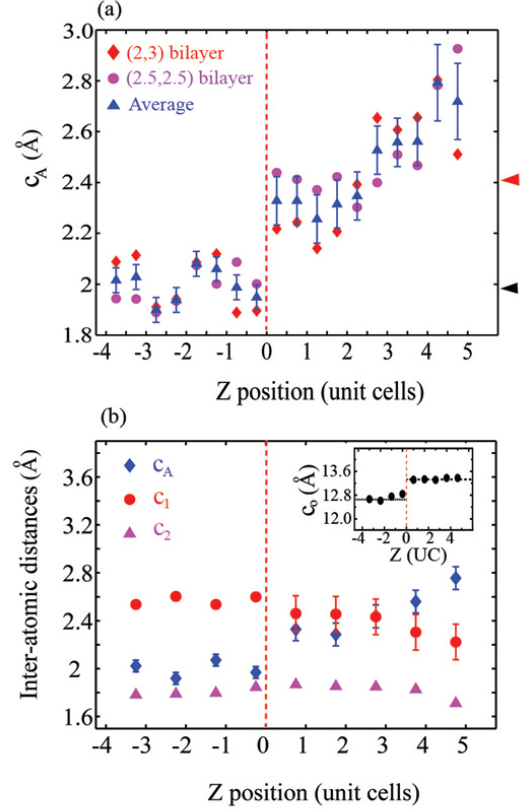 (a)
3.0
2.8
2.6
2.4
2.2
2.0
1.8
c_A (Å)
(2,3) bilayer
(2.5,2.5) bilayer
Average
-4 -3 -2 -1 0 1 2 3 4 5
Z position (unit cells)
(b)
3.8
3.4
3.0
2.6
2.4
2
1.6
Inter-atomic distances (Å)
c_A
c_1
c_2
13.6
12.8
12.0
c_o (Å)
-4 -2 0 2 4
Z (UC)
-4 -3 -2 -1 0 1 2 3 4 5
Z position (unit cells)